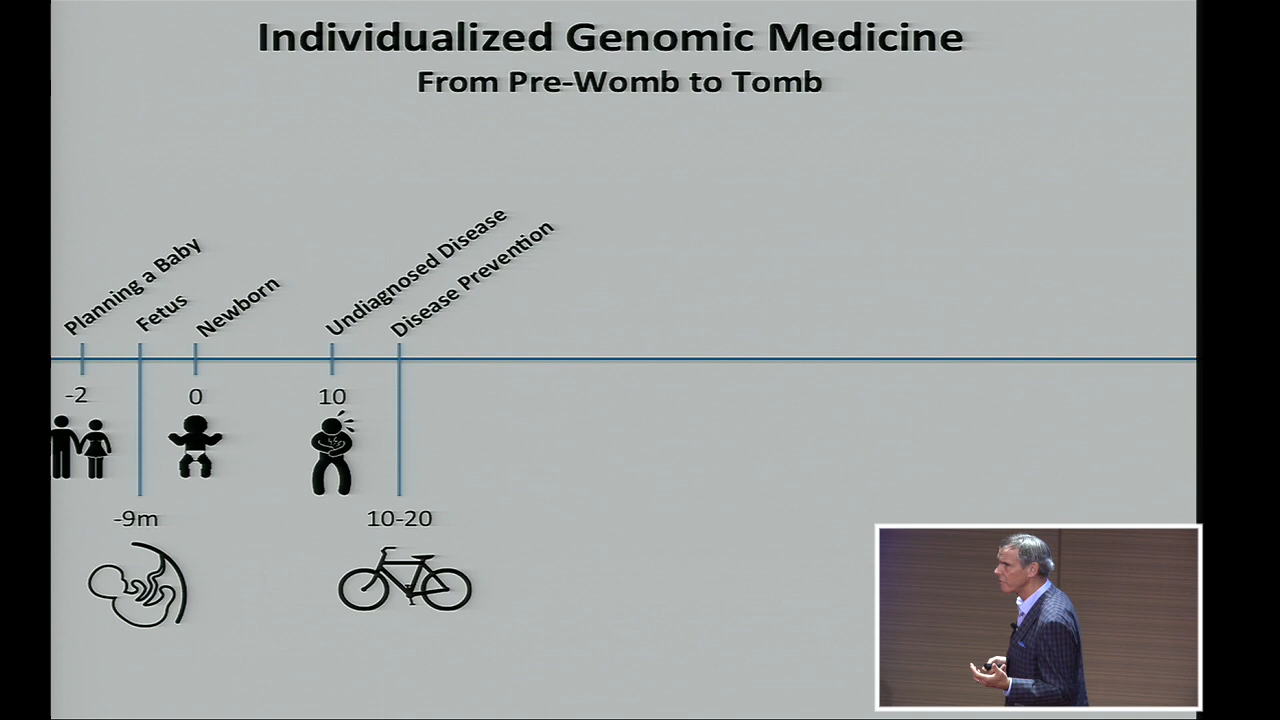 Individualized Genomic Medicine
From Pre-Womb to Tomb
Planning a Baby
Fetus
Newborn
Undiagnosed Disease
Disease Prevention
-2
0
10
-9m
10-20